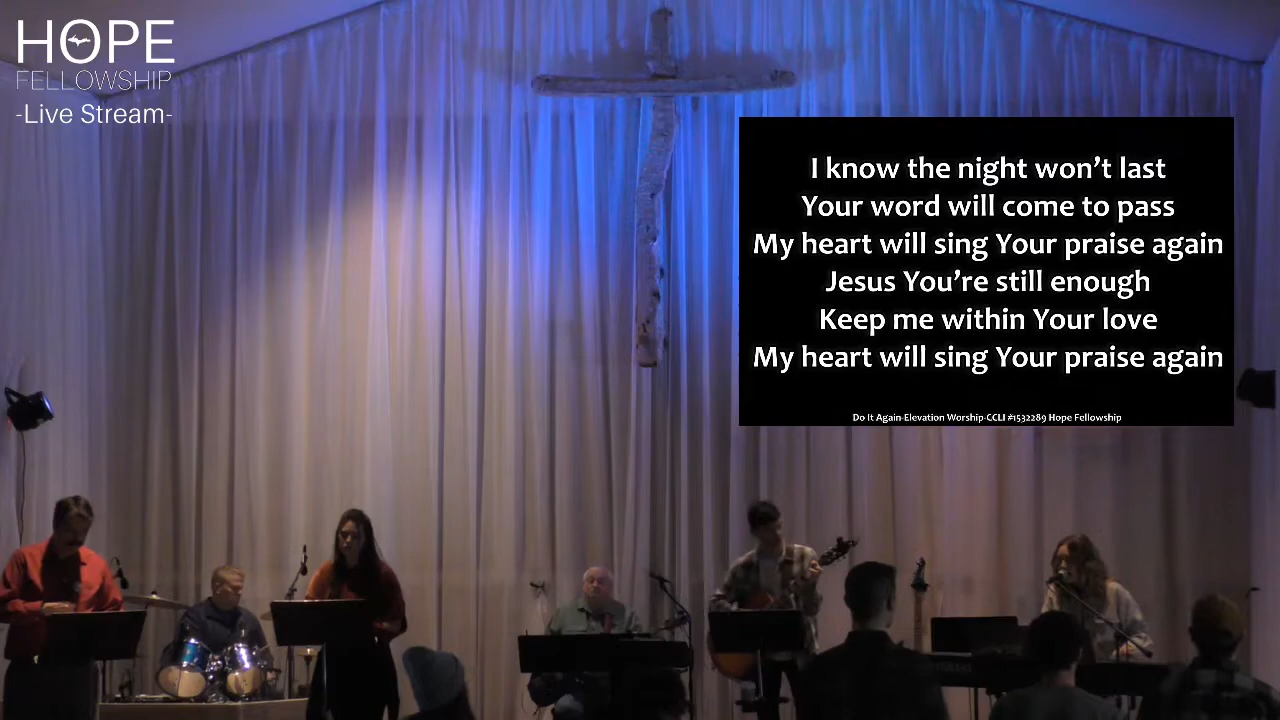 HOPE
FELLOWSHIP
-Live Stream-
I know the night won't last
Your word will come to pass
My heart will sing Your praise again
Jesus You're still enough
Keep me within Your love
My heart will sing Your praise again
Do It Again-Elevation Worship-CCLI #1532289 Hope Fellowship